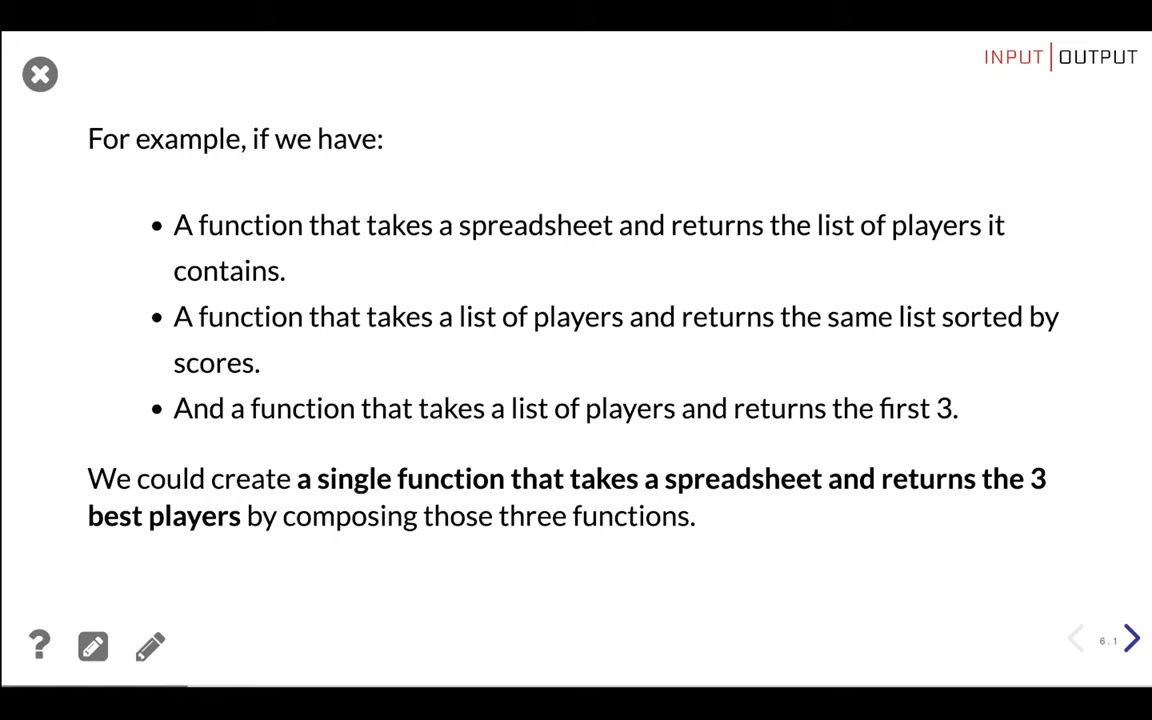 INPUT|OUTPUT
For example, if we have:
• A function that takes a spreadsheet and returns the list of players it
contains.
• A function that takes a list of players and returns the same list sorted by
scores.
• And a function that takes a list of players and returns the first 3.
We could create a single function that takes a spreadsheet and returns the 3
best players by composing those three functions.
?
6.1